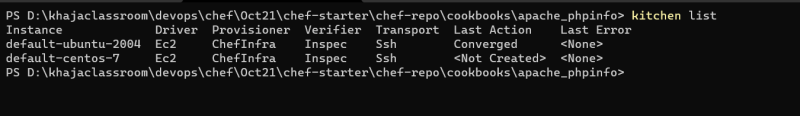 PS D:\khajaclassroom\devops\chef\Oct21\chef-starter\chef-repo\cookbooks\apache_phpinfo> kitchen list
Instance             Driver  Provisioner  Verifier  Transport  Last Action    Last Error
default-ubuntu-2004  Ec2     ChefInfra    Inspec    Ssh        Converged      <None>
default-centos-7     Ec2     ChefInfra    Inspec    Ssh        <Not Created>  <None>
PS D:\khajaclassroom\devops\chef\Oct21\chef-starter\chef-repo\cookbooks\apache_phpinfo>